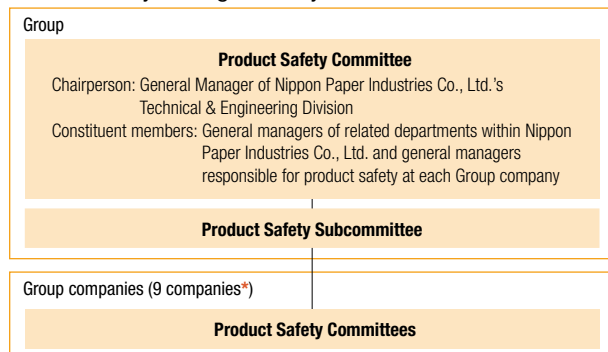 Group
Product Safety Committee
Chairperson: General Manager of Nippon Paper Industries Co., Ltd.'s
Technical & Engineering Division
Constituent members: General managers of related departments within Nippon
Paper Industries Co., Ltd. and general managers
responsible for product safety at each Group company
Product Safety Subcommittee
Group companies (9 companies*)
Product Safety Committees